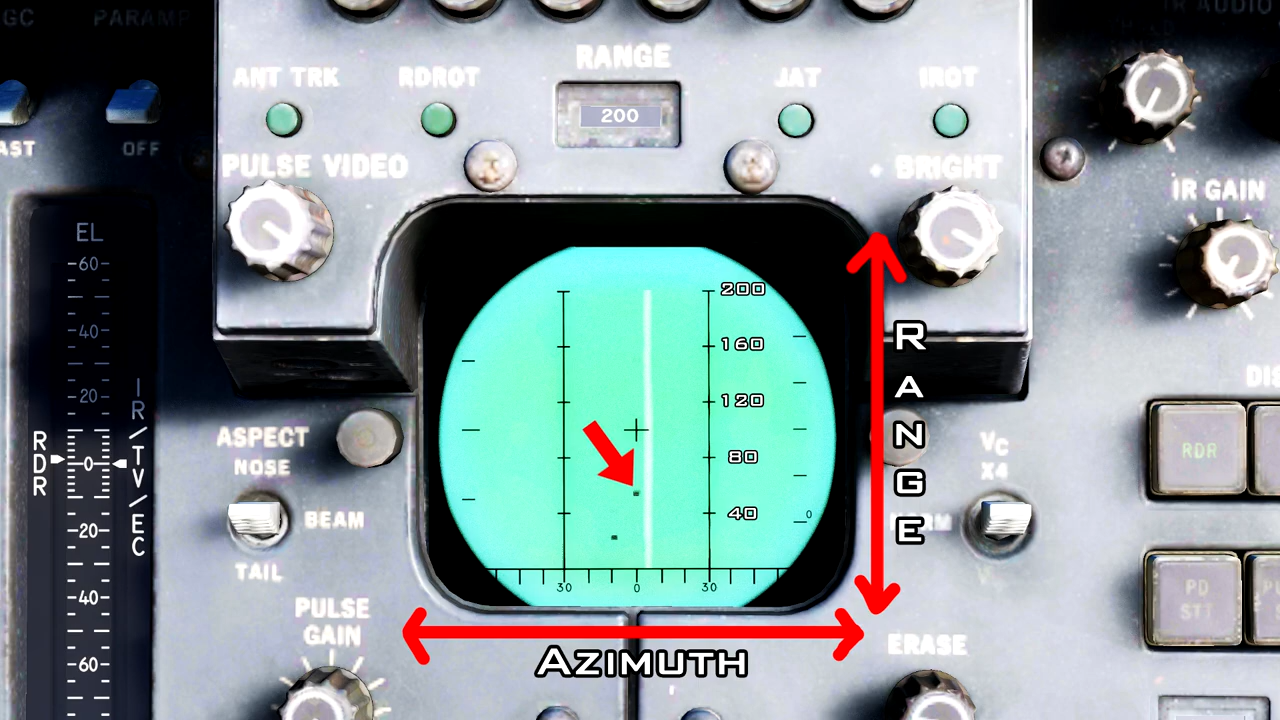 GC
PARAMP
IR AUDIO
RANGE
ANT TRK
RDROT
JAT
IROT
200
AST
OFF
PULSE VIDEO
BRIGHT
IR GAIN
EL
60
40
20
0
20
40
60
RDR
IR/TV/EC
200
160
120
80
40
0
30
0
30
RANGE
ASPECT
NOSE
BEAM
TAIL
VC
X4
NORM
DIS
RDR
PD
STT
PULSE
GAIN
ERASE
AZIMUTH